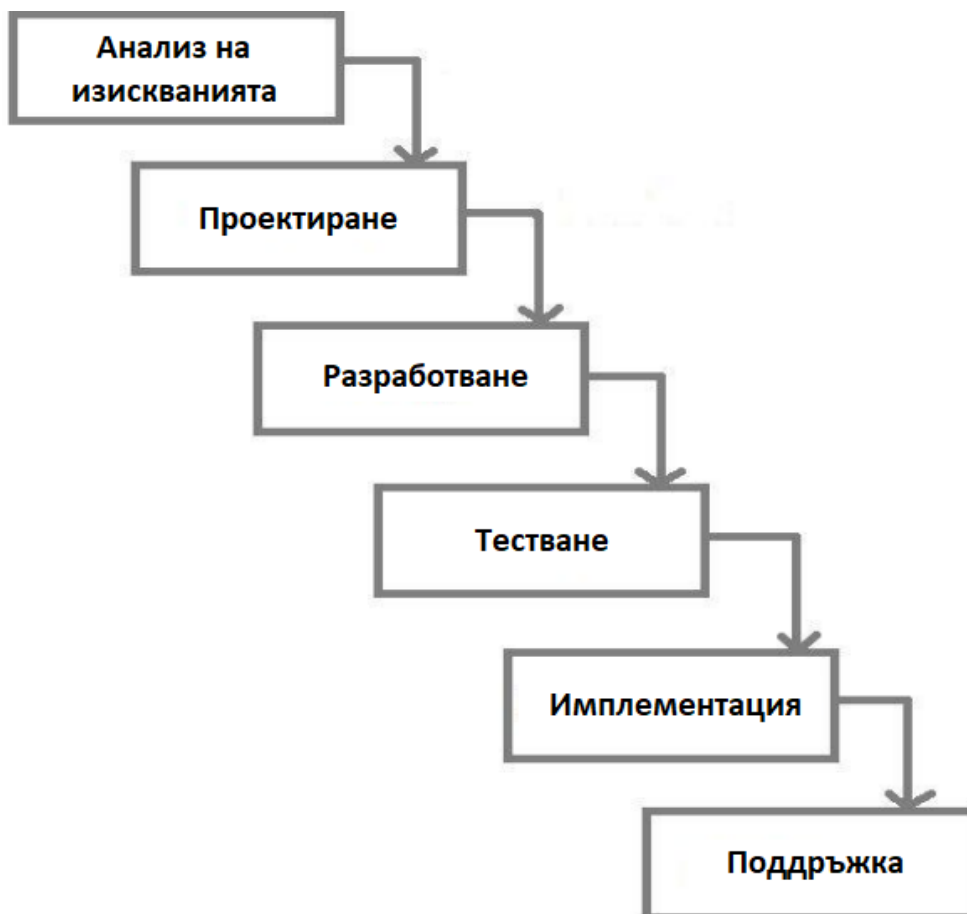 Анализ на
изискванията
Проектиране
Разработване
Тестване
Имплементация
Поддръжка